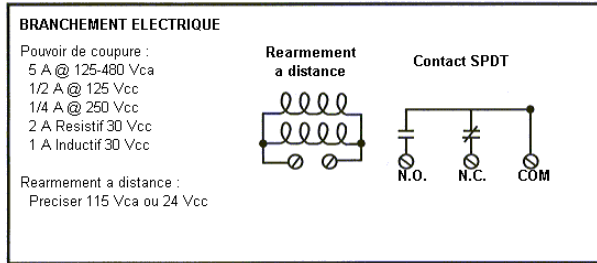 BRANCHEMENT ELECTRIQUE
Pouvoir de coupure :
5 A @ 125-480 Vca
1/2 A @ 125 Vcc
1/4 A @ 250 Vcc
2 A Resistif 30 Vcc
1 A Inductif 30 Vcc
Rearmement a distance :
Preciser 115 Vca ou 24 Vcc
Rearmement
a distance
Contact SPDT
N.O. N.C. COM